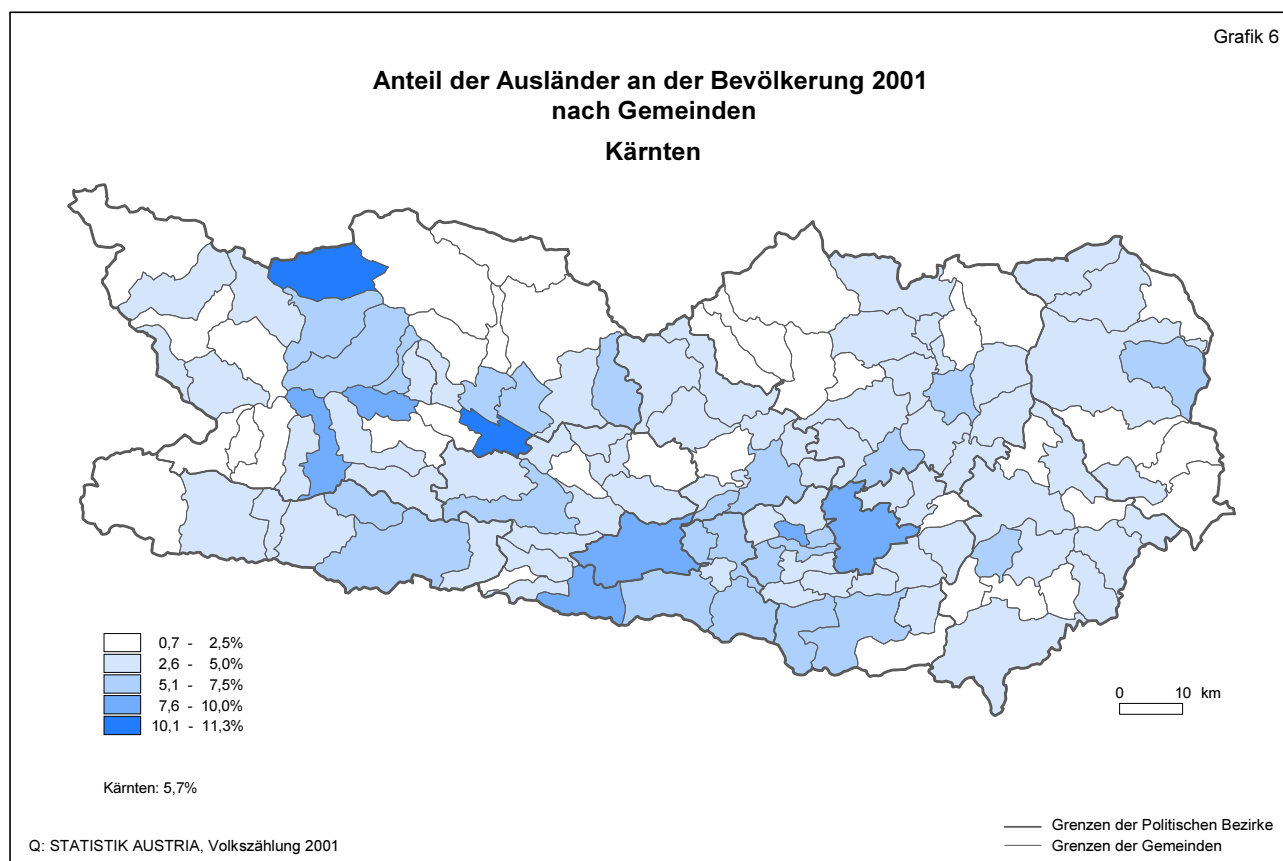 Grafik 6
Anteil der Ausländer an der Bevölkerung 2001
nach Gemeinden
Kärnten
0,7 - 2,5%
2,6 - 5,0%
5,1 - 7,5%
7,6 - 10,0%
10,1 - 11,3%
0 10 km
Kärnten: 5,7%
Grenzen der Politischen Bezirke
Grenzen der Gemeinden
Q: STATISTIK AUSTRIA, Volkszählung 2001